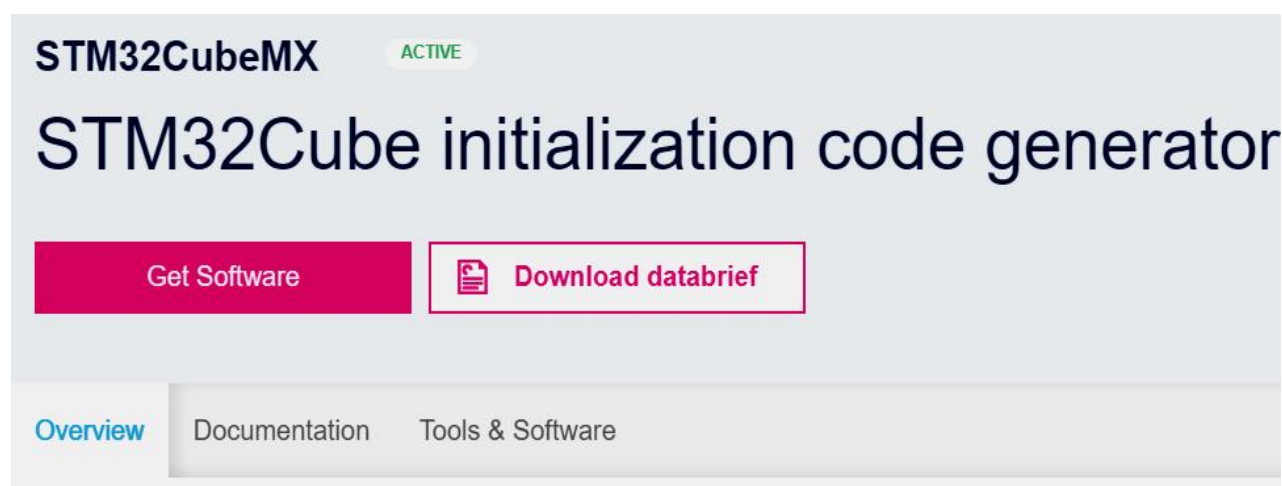 STM32CubeMX ACTIVE
STM32Cube initialization code generator
Get Software Download databrief
Overview Documentation Tools & Software